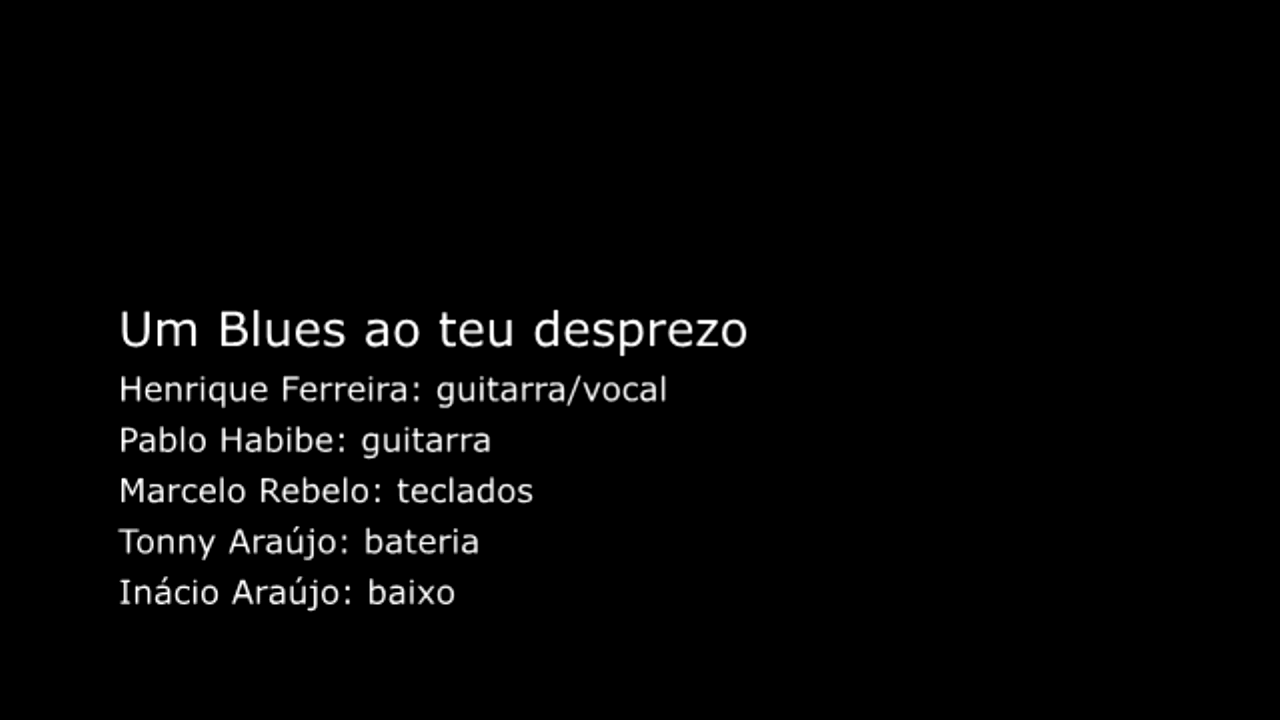 Um Blues ao teu desprezo
Henrique Ferreira: guitarra/vocal
Pablo Habibe: guitarra
Marcelo Rebelo: teclados
Tonny Araújo: bateria
Inácio Araújo: baixo